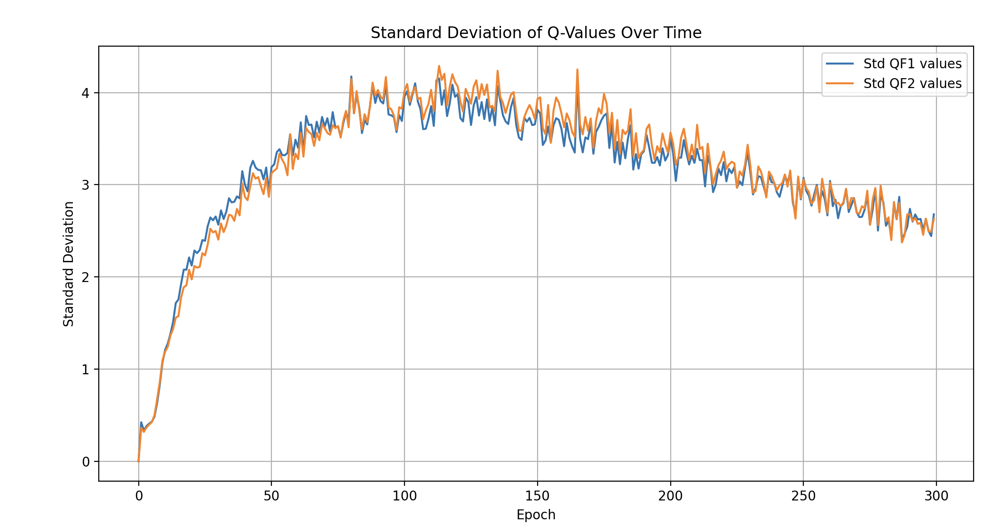 Standard Deviation of Q-Values Over Time
Std QF1 values
Std QF2 values
Standard Deviation
4
3
2
1
0
0 50 100 150 200 250 300
Epoch